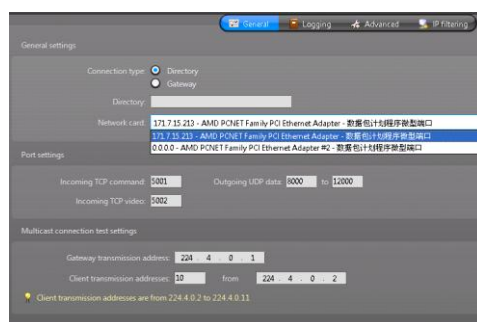 General Logging Advanced IP filtering
General settings
Connection type: Directory
Gateway
Directory:
Network card: 171.7.15.213 - AMD PCNET Family PCI Ethernet Adapter - 数据包计划程序微型端口
171.7.15.213 - AMD PCNET Family PCI Ethernet Adapter - 数据包计划程序微型端口
0.0.0.0 - AMD PCNET Family PCI Ethernet Adapter #2 - 数据包计划程序微型端口
Port settings
Incoming TCP command: 5001 Outgoing UDP data: 8000 to 12000
Incoming TCP video: 5002
Multicast connection test settings
Gateway transmission address: 224 . 4 . 0 . 1
Client transmission addresses: 10 from 224 . 4 . 0 . 2
Client transmission addresses are from 224.4.0.2 to 224.4.0.11